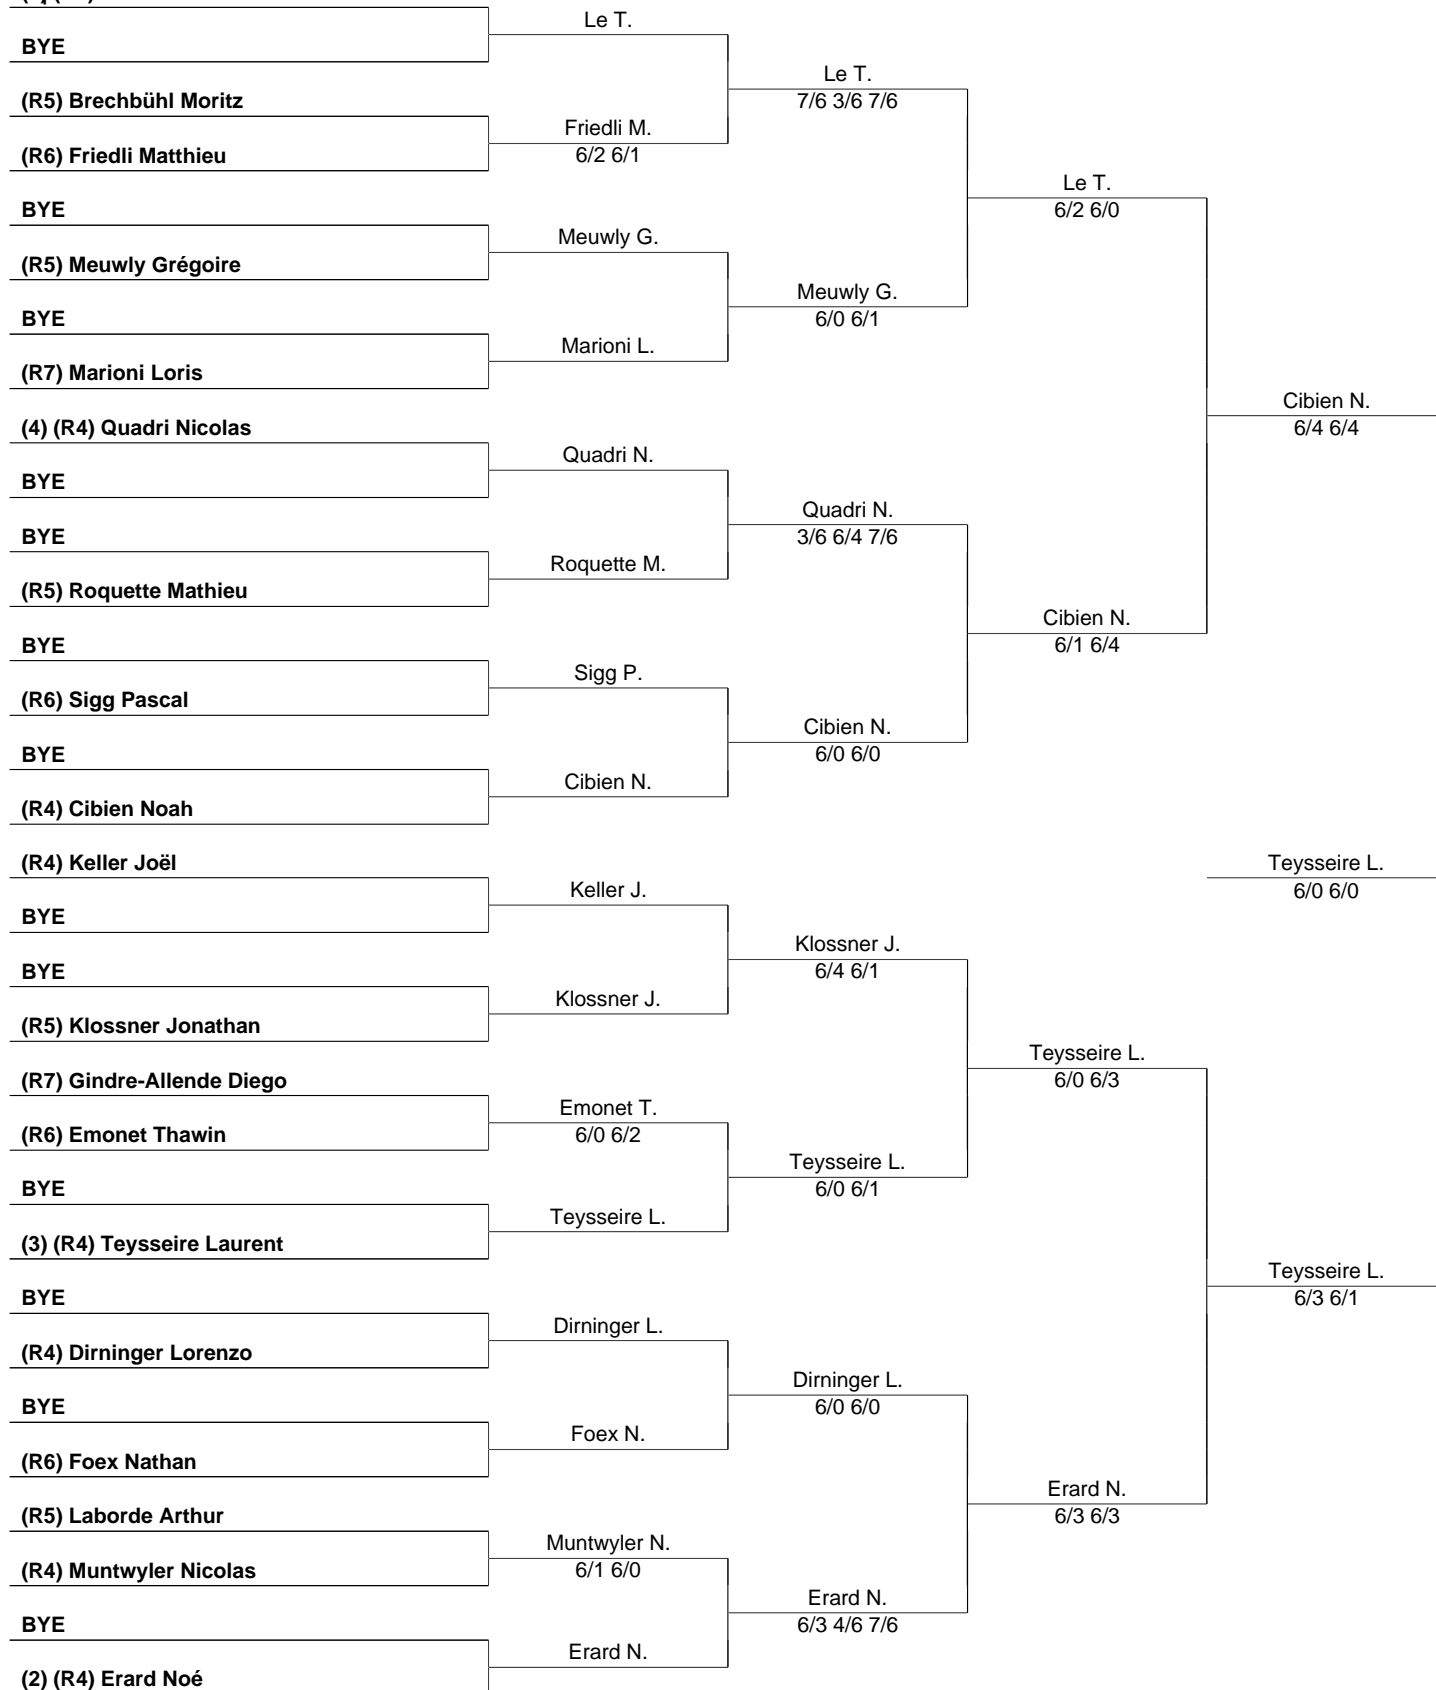 BYE
(R5) Brechbühl Moritz
(R6) Friedli Matthieu
BYE
(R5) Meuwly Grégoire
BYE
(R7) Marioni Loris
(4) (R4) Quadri Nicolas
BYE
BYE
(R5) Roquette Mathieu
BYE
(R6) Sigg Pascal
BYE
(R4) Cibien Noah
(R4) Keller Joël
BYE
BYE
(R5) Klossner Jonathan
(R7) Gindre-Allende Diego
(R6) Emonet Thawin
BYE
(3) (R4) Teysseire Laurent
BYE
(R4) Dirninger Lorenzo
BYE
(R6) Foex Nathan
(R5) Laborde Arthur
(R4) Muntwyler Nicolas
BYE
(2) (R4) Erard Noé
Le T.
Friedli M.
6/2 6/1
Meuwly G.
Marioni L.
Quadri N.
Roquette M.
Sigg P.
Cibien N.
Keller J.
Klossner J.
Emonet T.
6/0 6/2
Teysseire L.
Dirninger L.
Foex N.
Muntwyler N.
6/1 6/0
Erard N.
Le T.
7/6 3/6 7/6
Meuwly G.
6/0 6/1
Quadri N.
3/6 6/4 7/6
Cibien N.
6/0 6/0
Klossner J.
6/4 6/1
Teysseire L.
6/0 6/1
Dirninger L.
6/0 6/0
Erard N.
6/3 4/6 7/6
Le T.
6/2 6/0
Cibien N.
6/1 6/4
Teysseire L.
6/0 6/3
Erard N.
6/3 6/3
Cibien N.
6/4 6/4
Teysseire L.
6/0 6/0
Teysseire L.
6/3 6/1